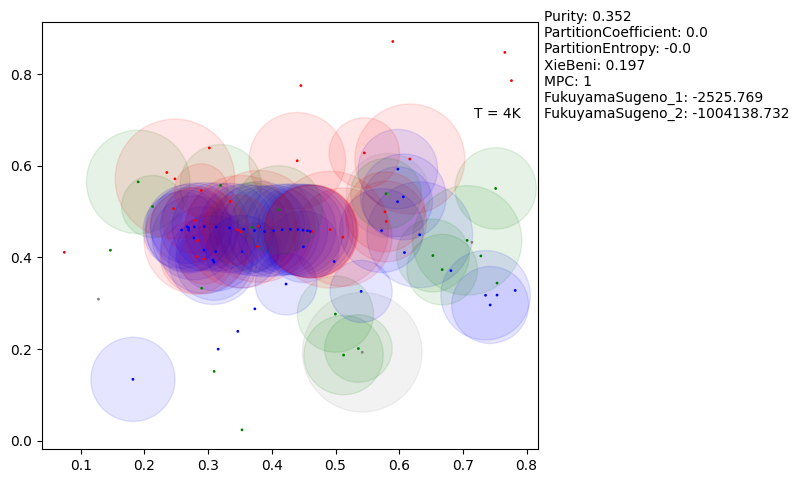 Purity: 0.352
PartitionCoefficient: 0.0
PartitionEntropy: -0.0
XieBeni: 0.197
MPC: 1
FukuyamaSugeno_1: -2525.769
FukuyamaSugeno_2: -1004138.732
T = 4K
0.8
0.6
0.4
0.2
0.0
0.1 0.2 0.3 0.4 0.5 0.6 0.7 0.8